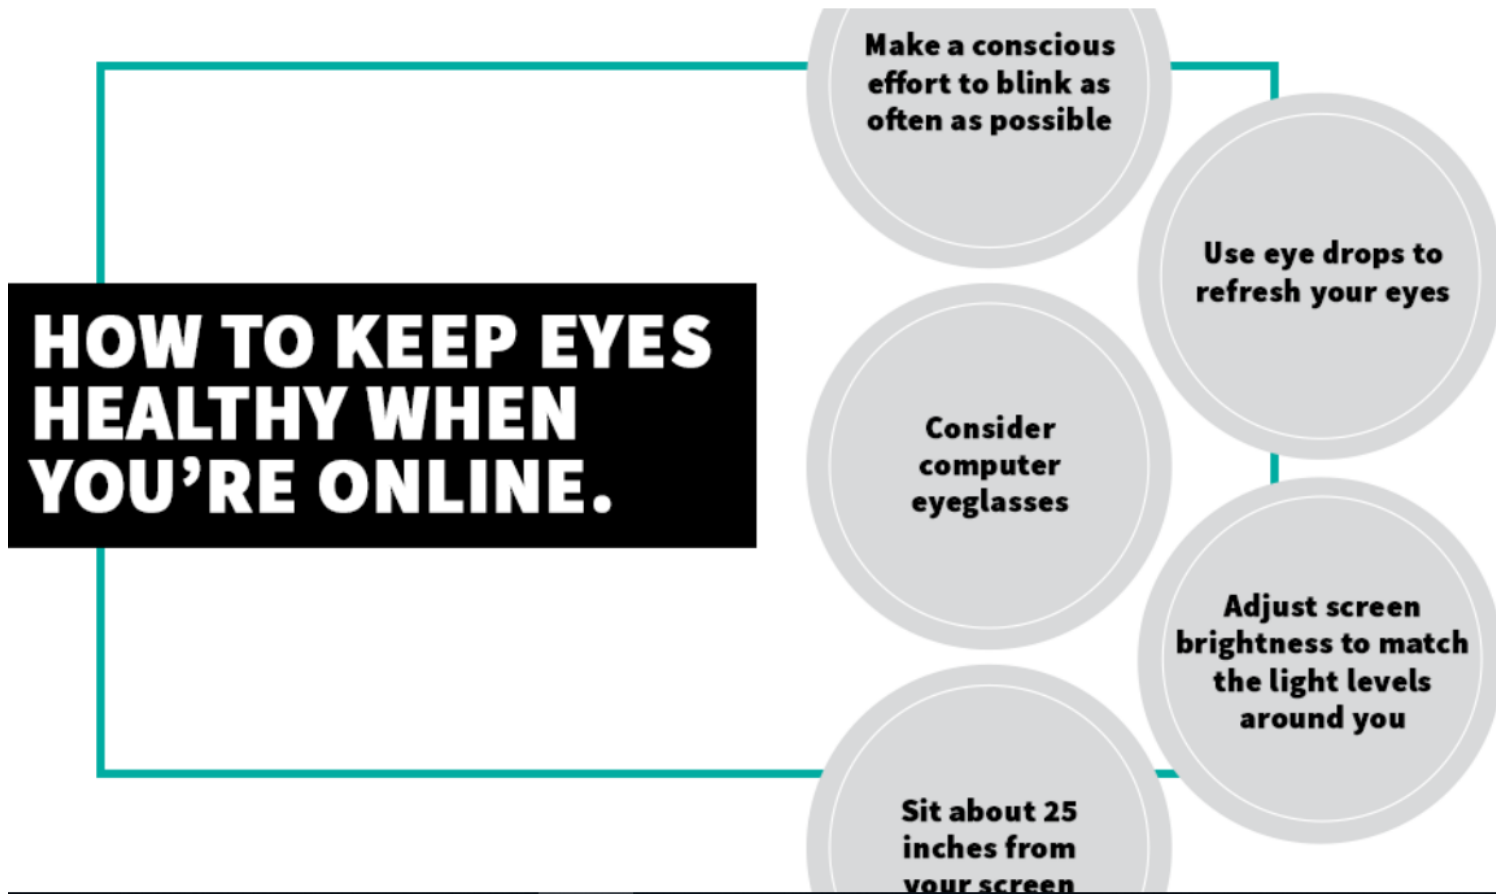 HOW TO KEEP EYES
HEALTHY WHEN
YOU’RE ONLINE.
Make a conscious
effort to blink as
often as possible
Use eye drops to
refresh your eyes
Consider
computer
eyeglasses
Adjust screen
brightness to match
the light levels
around you
Sit about 25
inches from
your screen